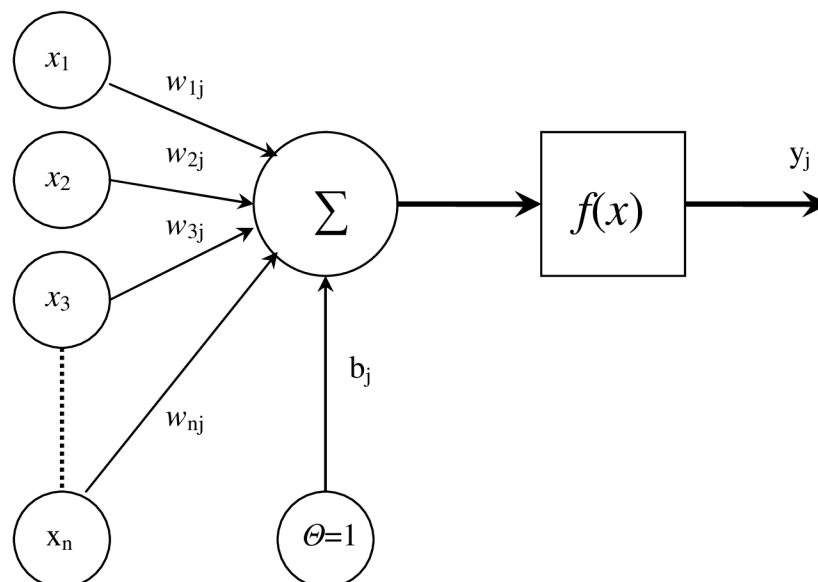 x₁
w₁ⱼ
x₂
w₂ⱼ
x₃
w₃ⱼ
xₙ
wₙⱼ
Σ
bⱼ
Θ=1
f(x)
yⱼ